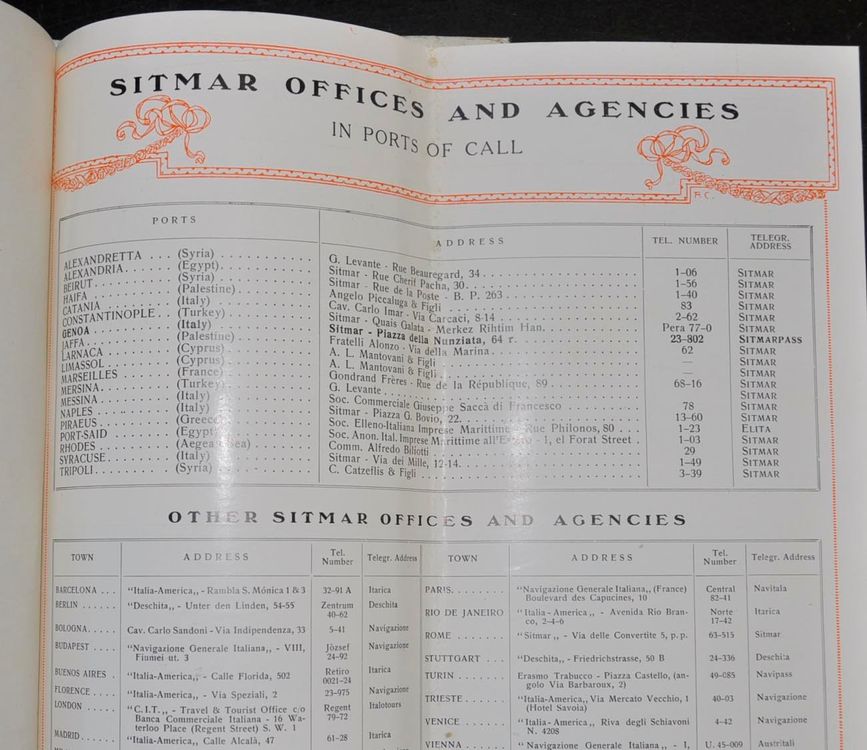 SITMAR OFFICES AND AGENCIES
IN PORTS OF CALL
R.C.
PORTS ADDRESS TEL. NUMBER TELEGR. ADDRESS
ALEXANDRETTA . . . (Syria) G. Levante - Rue Beauregard, 34 1-06 SITMAR
ALEXANDRIA (Egypt) Sitmar - Rue Cherif Pacha, 30 1-56 SITMAR
BEIRUT (Syria) Sitmar - Rue de la Poste - B. P. 263 1-40 SITMAR
HAIFA (Palestine) Angelo Piccaluga & Figli 83 SITMAR
CATANIA (Italy) Cav. Carlo Imar - Via Carcaci, 8-14 2-62 SITMAR
CONSTANTINOPLE (Turkey) Sitmar - Quais Galata - Merkez Rihtim Han. Pera 77-0 SITMAR
GENOA (Italy) Sitmar - Piazza della Nunziata, 64 r. 23-802 SITMARPASS
JAFFA (Palestine) Fratelli Alonzo - Via della Marina 62 SITMAR
LARNACA (Cyprus) A. L. Mantovani & Figli — SITMAR
LIMASSOL (Cyprus) A. L. Mantovani & Figli — SITMAR
MARSEILLES (France) Gondrand Frères - Rue de la République, 89 68-16 SITMAR
MERSINA (Turkey) G. Levante SITMAR
MESSINA (Italy) Soc. Commerciale Giuseppe Saccà di Francesco 78 SITMAR
NAPLES (Italy) Sitmar - Piazza G. Bovio, 22 13-60 SITMAR
PIRAEUS (Greece) Soc. Elleno-Italiana Imprese Marittime - Rue Philonos, 80 1-23 ELITA
PORT-SAID (Egypt) Soc. Anon. Ital. Imprese Marittime all'Estero - 1, el Forat Street 1-03 SITMAR
RHODES (Aegean Sea) Comm. Alfredo Biliotti 29 SITMAR
SYRACUSE (Italy) Sitmar - Via dei Mille, 12-14 1-49 SITMAR
TRIPOLI (Syria) C. Catzeflis & Figli 3-39 SITMAR
OTHER SITMAR OFFICES AND AGENCIES
TOWN ADDRESS Tel. Number Telegr. Address
BARCELONA . . . "Italia-America,, - Rambla S. Mónica 1 & 3 32-91 A Itarica
BERLIN "Deschita,, - Unter den Linden, 54-55 Zentrum 40-62 Deschita
BOLOGNA Cav. Carlo Sandoni - Via Indipendenza, 33 5-41 Navigazione
BUDAPEST "Navigazione Generale Italiana,, - VIII, József Navigazione
Fiumei ut. 3 24-92
BUENOS AIRES . "Italia-America,, - Calle Florida, 502 Retiro 0021-24 Itarica
FLORENCE "Italia-America,, - Via Speziali, 2 23-975 Navigazione
LONDON "C.I.T.,, - Travel & Tourist Office c/o Regent Italotours
Banca Commerciale Italiana - 16 Wa- 79-72
terloo Place (Regent Street) S. W. 1
MADRID "Italia-America,, Calle Alcalà, 47 61-28 Itarica
TOWN ADDRESS Tel. Number Telegr. Address
PARIS "Navigazione Generale Italiana,, (France) Central Navitala
Boulevard des Capucines, 10 82-41
RIO DE JANEIRO "Italia-America,, - Avenida Rio Bran- Norte Itarica
co, 2-4-6 17-42
ROME "Sitmar,, - Via delle Convertite 5, p. p. 63-515 Sitmar
STUTTGART . . . "Deschita,, - Friedrichstrasse, 50 B 24-336 Deschita
TURIN Erasmo Trabucco - Piazza Castello, (an- 49-085 Navipass
golo Via Barbaroux, 2)
TRIESTE "Italia-America,, Via Mercato Vecchio, 1 40-03 Navigazione
(Hotel Savoia)
VENICE "Italia-America,, Riva degli Schiavoni 4-42 Navigazione
N. 4208
VIENNA "Navigazione Generale Italiana,, - 1, U. 45-009 Austritali